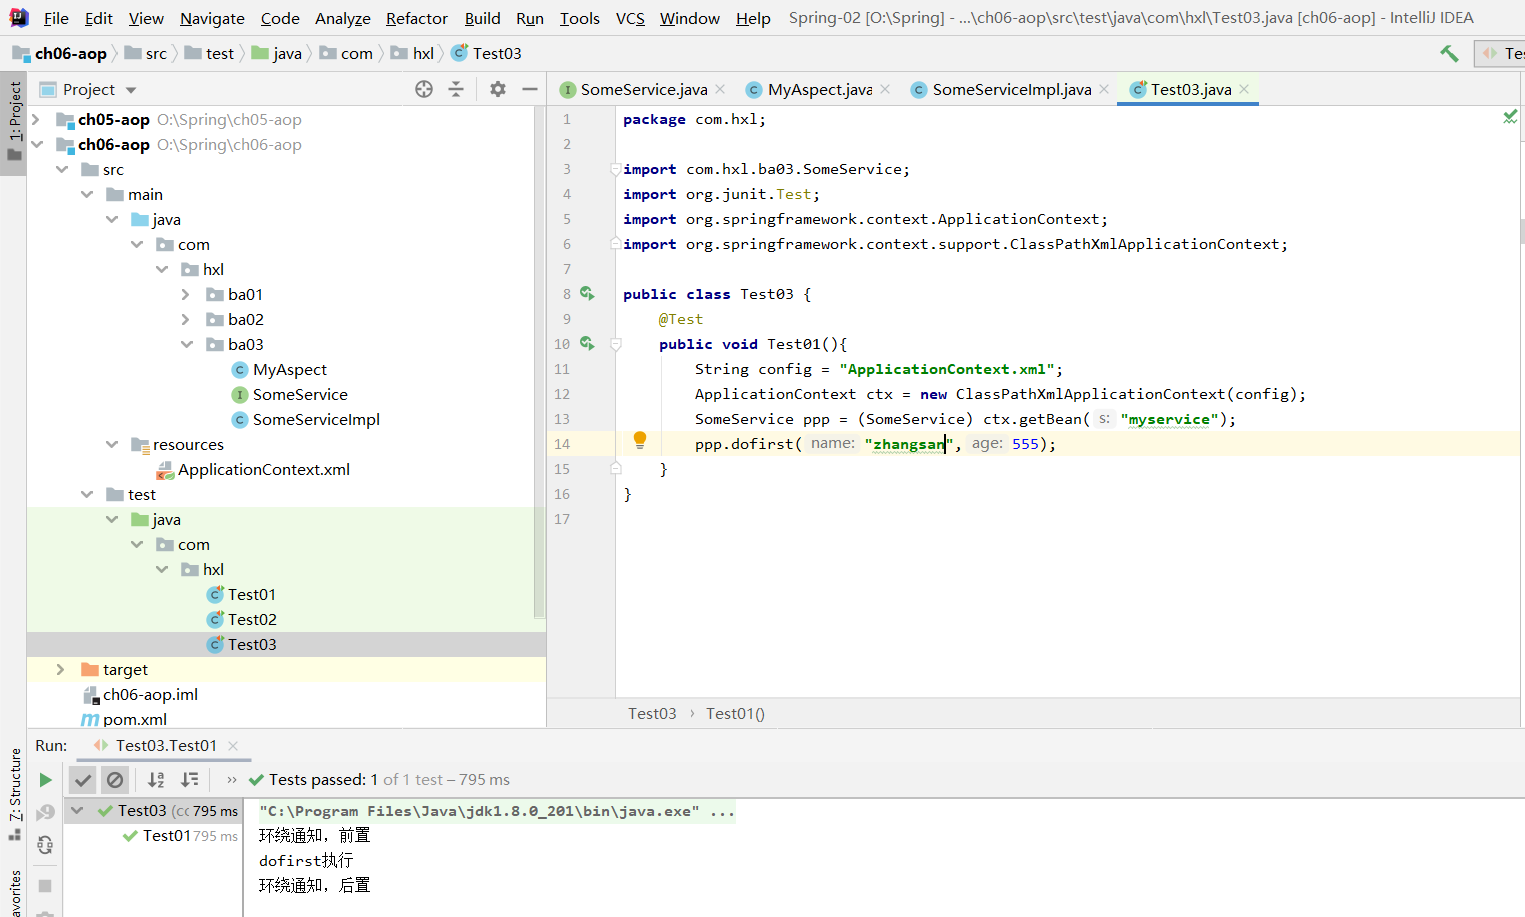 File Edit View Navigate Code Analyze Refactor Build Run Tools VCS Window Help Spring-02 [O:\Spring] - ...\ch06-aop\src\test\java\com\hxl\Test03.java [ch06-aop] - IntelliJ IDEA
ch06-aop src test java com hxl Test03 Tes
1: Project
Project
SomeService.java MyAspect.java SomeServiceImpl.java Test03.java
ch05-aop O:\Spring\ch05-aop
ch06-aop O:\Spring\ch06-aop
src
main
java
com
hxl
ba01
ba02
ba03
MyAspect
SomeService
SomeServiceImpl
resources
ApplicationContext.xml
test
java
com
hxl
Test01
Test02
Test03
target
ch06-aop.iml
pom.xml
1 package com.hxl;
2
3 import com.hxl.ba03.SomeService;
4 import org.junit.Test;
5 import org.springframework.context.ApplicationContext;
6 import org.springframework.context.support.ClassPathXmlApplicationContext;
7
8 public class Test03 {
9 @Test
10 public void Test01(){
11 String config = "ApplicationContext.xml";
12 ApplicationContext ctx = new ClassPathXmlApplicationContext(config);
13 SomeService ppp = (SomeService) ctx.getBean( s: "myservice");
14 ppp.dofirst( name: "zhangsan", age: 555);
15 }
16 }
17
Test03 › Test01()
Run: Test03.Test01
7: Structure
avorites
Tests passed: 1 of 1 test – 795 ms
Test03 (co 795 ms
Test01 795 ms
"C:\Program Files\Java\jdk1.8.0_201\bin\java.exe" ...
环绕通知，前置
dofirst执行
环绕通知，后置